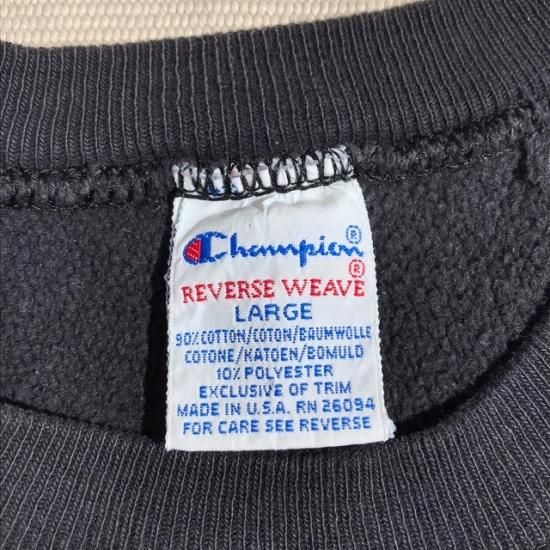 Champion®
REVERSE WEAVE®
LARGE
90% COTTON/COTON/BAUMWOLLE
COTONE/KATOEN/BOMULD
10% POLYESTER
EXCLUSIVE OF TRIM
MADE IN U.S.A. RN 26094
FOR CARE SEE REVERSE